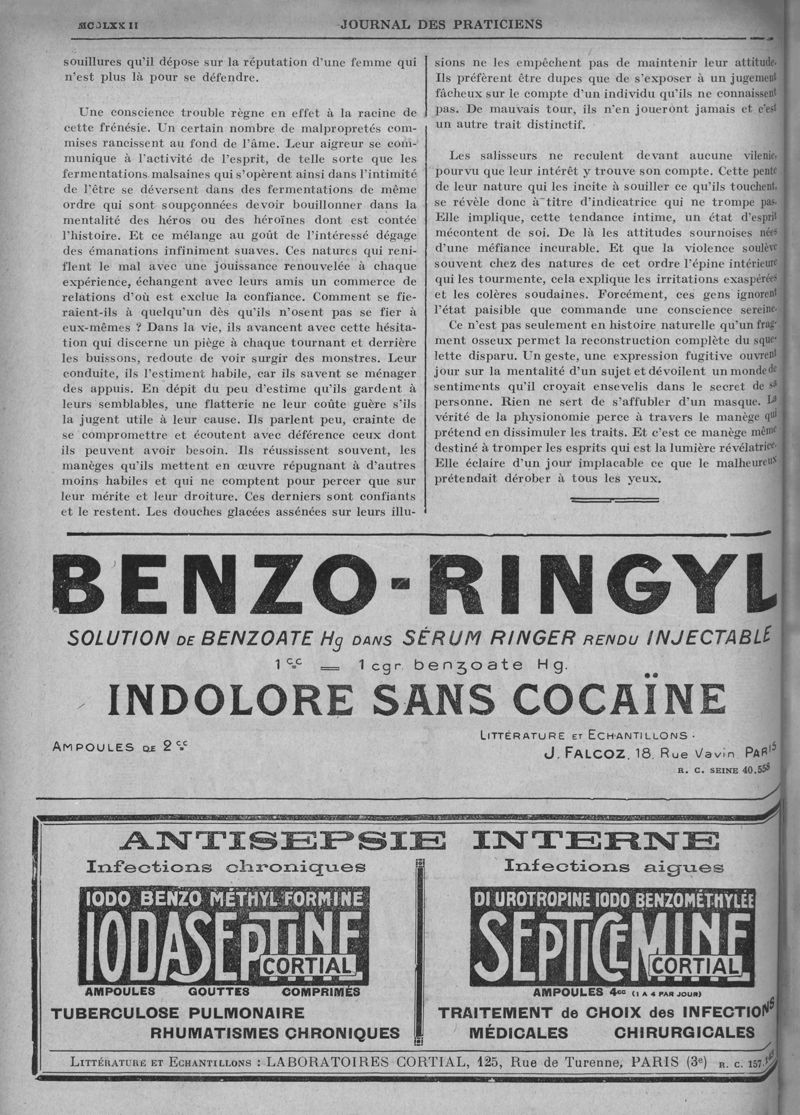 MCDLXXII
JOURNAL DES PRATICIENS
souillures qu'il dépose sur la réputation d'une femme qui
n'est plus là pour se défendre.
Une conscience trouble règne en effet à la racine de
cette frénésie. Un certain nombre de malpropretés com-
mises rancissent au fond de l'âme. Leur aigreur se com-
munique à l'activité de l'esprit, de telle sorte que les
fermentations malsaines qui s'opèrent ainsi dans l'intimité
de l'être se déversent dans des fermentations de même
ordre qui sont soupçonnées devoir bouillonner dans la
mentalité des héros ou des héroïnes dont est contée
l'histoire. Et ce mélange au goût de l'intéressé dégage
des émanations infiniment suaves. Ces natures qui reni-
flent le mal avec une jouissance renouvelée à chaque
expérience, échangent avec leurs amis un commerce de
relations d'où est exclue la confiance. Comment se fie-
raient-ils à quelqu'un dès qu'ils n'osent pas se fier à
eux-mêmes ? Dans la vie, ils avancent avec cette hésita-
tion qui discerne un piège à chaque tournant et derrière
les buissons, redoute de voir surgir des monstres. Leur
conduite, ils l'estiment habile, car ils savent se ménager
des appuis. En dépit du peu d'estime qu'ils gardent à
leurs semblables, une flatterie ne leur coûte guère s'ils
la jugent utile à leur cause. Ils parlent peu, crainte de
se compromettre et écoutent avec déférence ceux dont
ils peuvent avoir besoin. Ils réussissent souvent, les
manèges qu'ils mettent en œuvre répugnant à d'autres
moins habiles et qui ne comptent pour percer que sur
leur mérite et leur droiture. Ces derniers sont confiants
et le restent. Les douches glacées assénées sur leurs illu-
sions ne les empêchent pas de maintenir leur attitude.
Ils préfèrent être dupes que de s'exposer à un jugement
fâcheux sur le compte d'un individu qu'ils ne connaissent
pas. De mauvais tour, ils n'en joueront jamais et c'est
un autre trait distinctif.
Les salisseurs ne reculent devant aucune vilenie,
pourvu que leur intérêt y trouve son compte. Cette pente
de leur nature qui les incite à souiller ce qu'ils touchent,
se révèle donc à titre d'indicatrice qui ne trompe pas.
Elle implique, cette tendance intime, un état d'esprit
mécontent de soi. De là les attitudes sournoises nées
d'une méfiance incurable. Et que la violence soulève
souvent chez des natures de cet ordre l'épine intérieure
qui les tourmente, cela explique les irritations exaspérées
et les colères soudaines. Forcément, ces gens ignorent
l'état paisible que commande une conscience sereine.
Ce n'est pas seulement en histoire naturelle qu'un frag-
ment osseux permet la reconstruction complète du sque-
lette disparu. Un geste, une expression fugitive ouvrent
jour sur la mentalité d'un sujet et dévoilent un monde de
sentiments qu'il croyait ensevelis dans le secret de sa
personne. Rien ne sert de s'affubler d'un masque. La
vérité de la physionomie perce à travers le manège qui
prétend en dissimuler les traits. Et c'est ce manège même
destiné à tromper les esprits qui est la lumière révélatrice.
Elle éclaire d'un jour implacable ce que le malheureux
prétendait dérober à tous les yeux.
BENZO-RINGYL
SOLUTION DE BENZOATE Hg DANS SÉRUM RINGER RENDU INJECTABLE
1 c.c = 1 cgr. benzoate Hg.
INDOLORE SANS COCAÏNE
AMPOULES DE 2 c.c
LITTÉRATURE ET ECHANTILLONS.
J. FALCOZ, 18, Rue Vavin PARIS
R. C. SEINE 40.558
ANTISEPSIE INTERNE
Infections chroniques
IODO BENZO MÉTHYL FORMINE
IODASEPTINE
CORTIAL
AMPOULES GOUTTES COMPRIMÉS
TUBERCULOSE PULMONAIRE
RHUMATISMES CHRONIQUES
Infections aigues
DI UROTROPINE IODO BENZOMÉTHYLÉE
SEPTICEMINE
CORTIAL
AMPOULES 4cc (1 A 4 PAR JOUR)
TRAITEMENT de CHOIX des INFECTIONS
MÉDICALES CHIRURGICALES
LITTÉRATURE ET ECHANTILLONS : LABORATOIRES CORTIAL, 125, Rue de Turenne, PARIS (3e) R. C. 157.